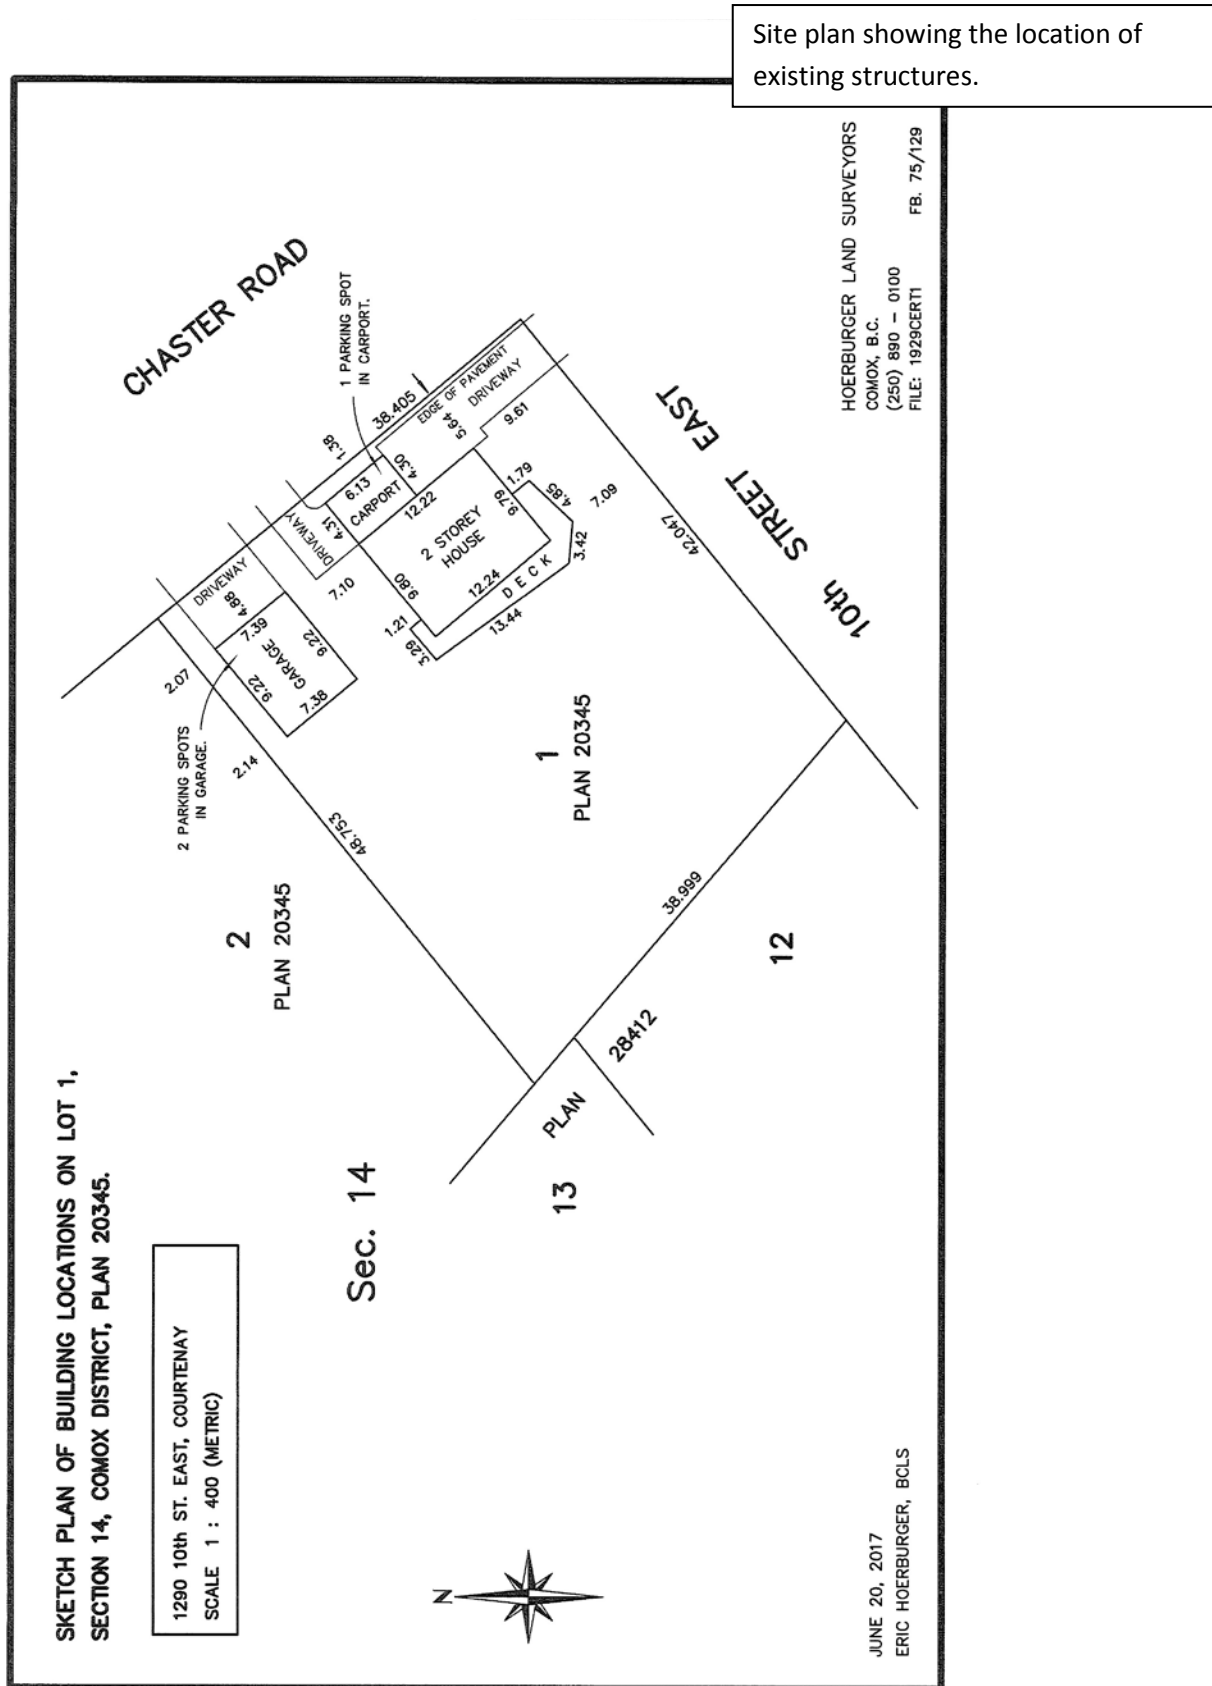 Site plan showing the location of
existing structures.
SKETCH PLAN OF BUILDING LOCATIONS ON LOT 1,
SECTION 14, COMOX DISTRICT, PLAN 20345.
1290 10th ST. EAST, COURTENAY
SCALE 1 : 400 (METRIC)
N
Sec. 14
2
PLAN 20345
2 PARKING SPOTS
IN GARAGE.
CHASTER ROAD
1 PARKING SPOT
IN CARPORT.
38.405
1.38
EDGE OF PAVEMENT
DRIVEWAY
5.64
9.61
4.30
6.13
CARPORT
4.31
12.22
DRIVEWAY
DRIVEWAY
4.88
7.39
GARAGE
9.22
9.22
7.38
2.07
2.14
7.10
9.80
2 STOREY
HOUSE
9.79
1.79
4.85
7.09
3.42
12.24
DECK
13.44
1.21
3.29
48.753
1
PLAN 20345
42.047
10th STREET EAST
38.999
12
PLAN 28412
13
JUNE 20, 2017
ERIC HOERBURGER, BCLS
HOERBURGER LAND SURVEYORS
COMOX, B.C.
(250) 890 - 0100
FILE: 1929CERT1 FB. 75/129